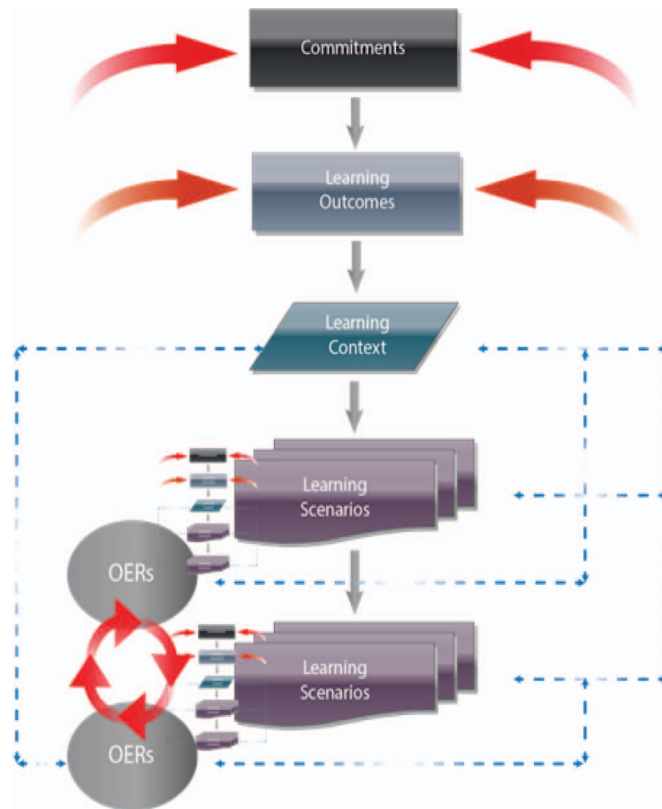 Commitments
Learning
Outcomes
Learning
Context
Learning
Scenarios
OERs
Learning
Scenarios
OERs